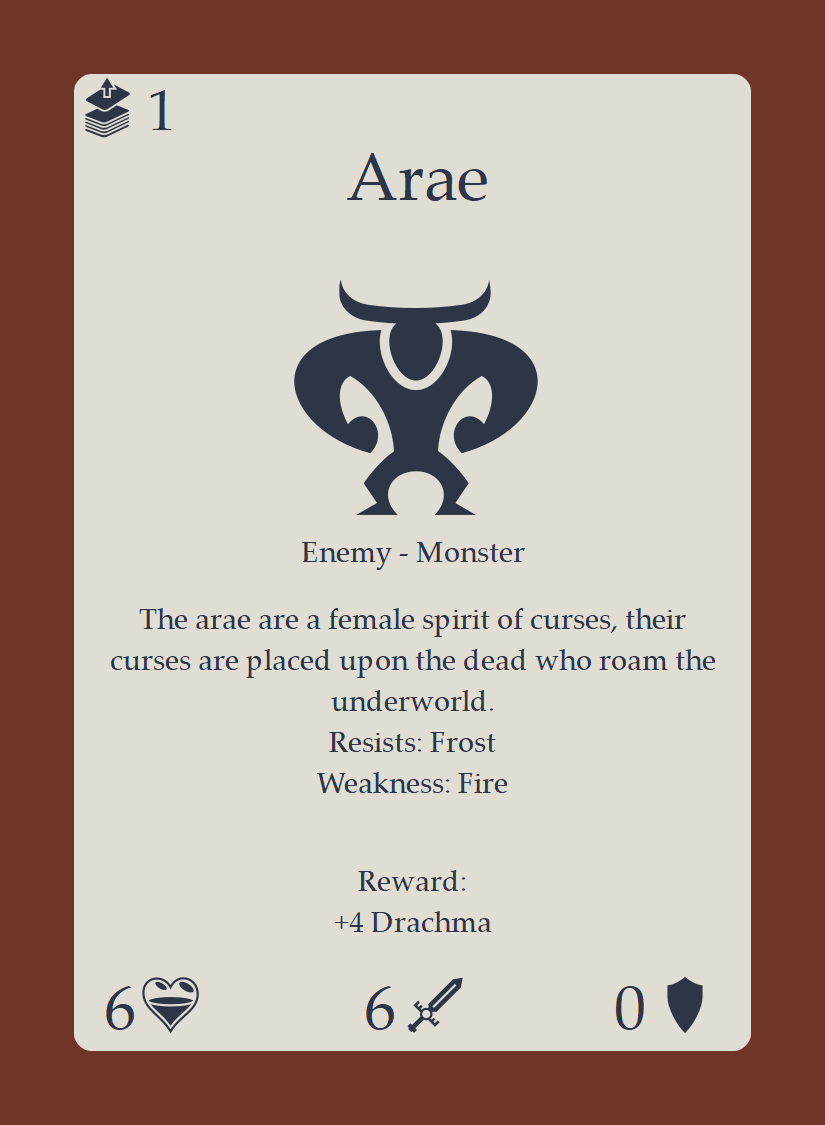 1
Arae
Enemy - Monster
The arae are a female spirit of curses, their
curses are placed upon the dead who roam the
underworld.
Resists: Frost
Weakness: Fire
Reward:
+4 Drachma
6 6 0